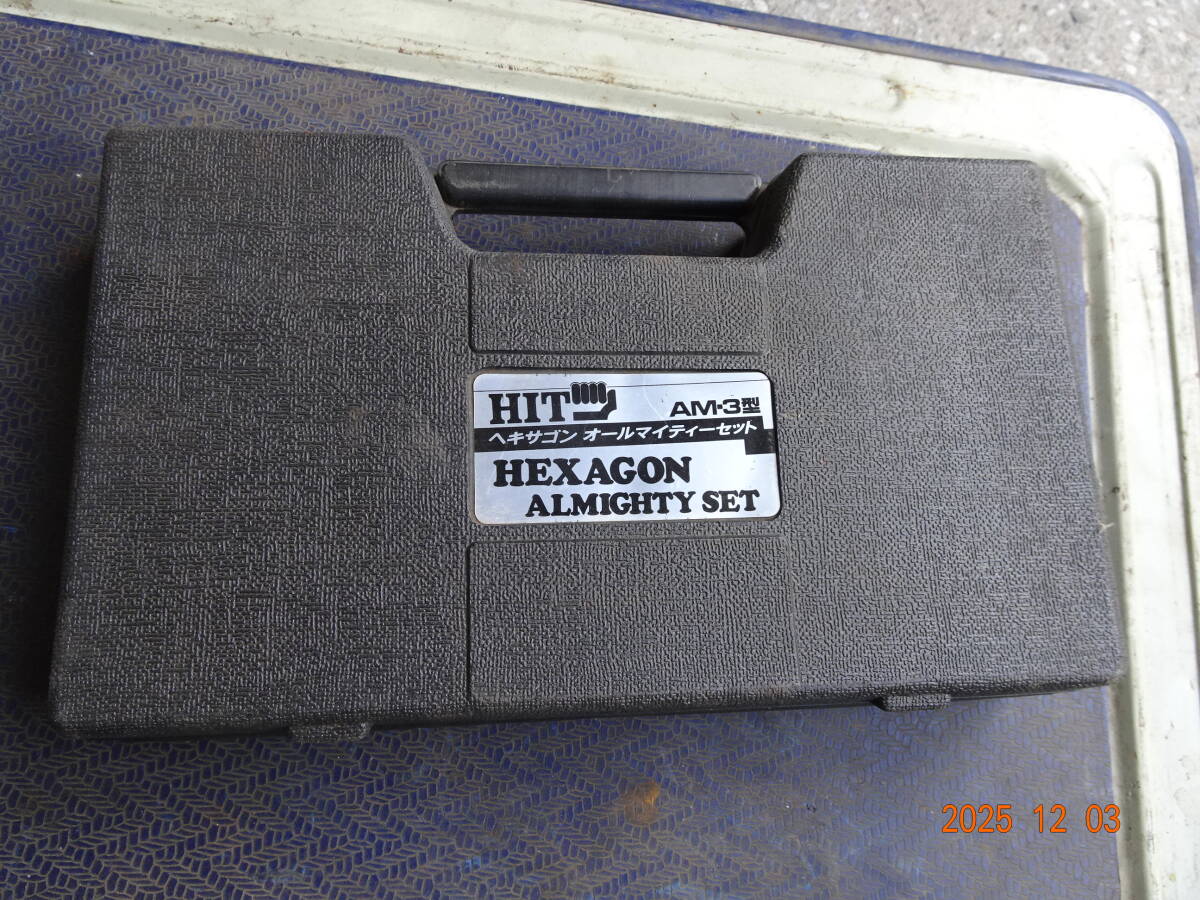 HIT AM-3型
ヘキサゴン オールマイティーセット
HEXAGON
ALMIGHTY SET
2025 12 03